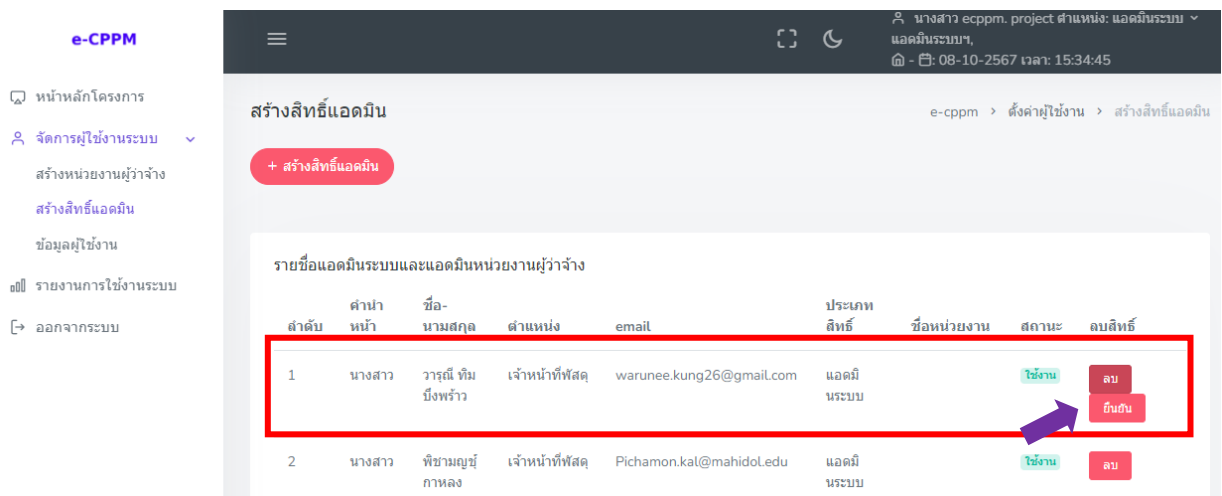 e-CPPM
นางสาว ecppm. project ตำแหน่ง: แอดมินระบบ
แอดมินระบบฯ,
- : 08-10-2567 เวลา: 15:34:45
หน้าหลักโครงการ
จัดการผู้ใช้งานระบบ
สร้างหน่วยงานผู้ว่าจ้าง
สร้างสิทธิ์แอดมิน
ข้อมูลผู้ใช้งาน
รายงานการใช้งานระบบ
ออกจากระบบ
สร้างสิทธิ์แอดมิน
e-cppm > ตั้งค่าผู้ใช้งาน > สร้างสิทธิ์แอดมิน
+ สร้างสิทธิ์แอดมิน
รายชื่อแอดมินระบบและแอดมินหน่วยงานผู้ว่าจ้าง
คำนำ ชื่อ- ประเภท
ลำดับ หน้า นามสกุล ตำแหน่ง email สิทธิ์ ชื่อหน่วยงาน สถานะ ลบสิทธิ์
1 นางสาว วารุณี ทิม เจ้าหน้าที่พัสดุ warunee.kung26@gmail.com แอดมิ ใช้งาน ลบ
บึ้งพร้าว นระบบ ยืนยัน
2 นางสาว พิชามญชุ์ เจ้าหน้าที่พัสดุ Pichamon.kal@mahidol.edu แอดมิ ใช้งาน ลบ
กาหลง นระบบ